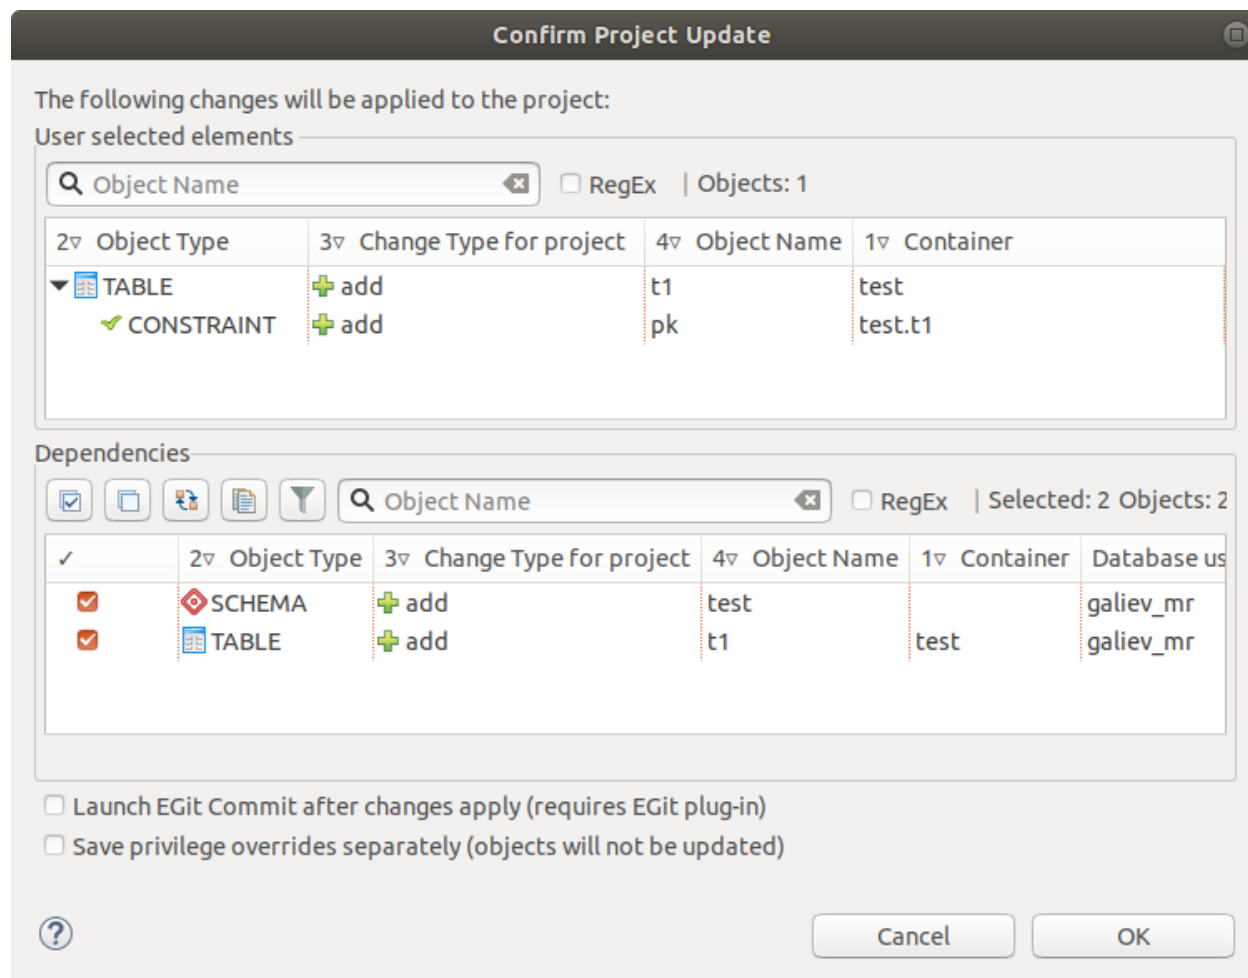 Confirm Project Update
The following changes will be applied to the project:
User selected elements
Object Name RegEx | Objects: 1
2▿ Object Type 3▿ Change Type for project 4▿ Object Name 1▿ Container
TABLE add t1 test
CONSTRAINT add pk test.t1
Dependencies
Object Name RegEx | Selected: 2 Objects: 2
✓ 2▿ Object Type 3▿ Change Type for project 4▿ Object Name 1▿ Container Database us
SCHEMA add test galiev_mr
TABLE add t1 test galiev_mr
Launch EGit Commit after changes apply (requires EGit plug-in)
Save privilege overrides separately (objects will not be updated)
? Cancel OK